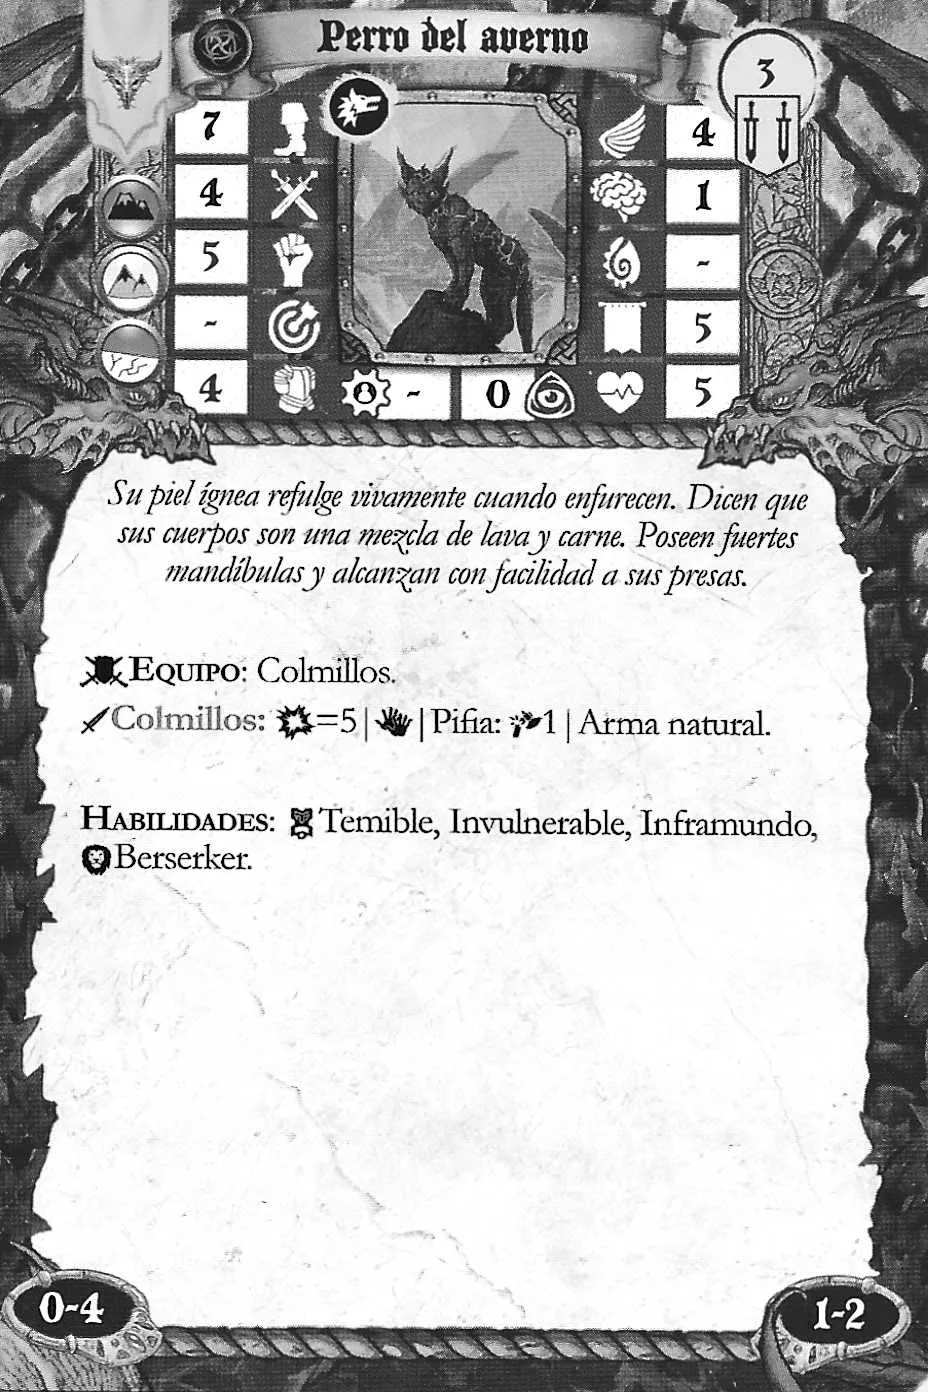 Perro del averno
3
7
4
5
-
4
4
1
-
5
5
-
0
Su piel ígnea refulge vivamente cuando enfurecen. Dicen que
sus cuerpos son una mezcla de lava y carne. Poseen fuertes
mandíbulas y alcanzan con facilidad a sus presas.
EQUIPO: Colmillos.
Colmillos: =5 | | Pifia: 1 | Arma natural.
HABILIDADES: Temible, Invulnerable, Inframundo,
Berserker.
0-4
1-2